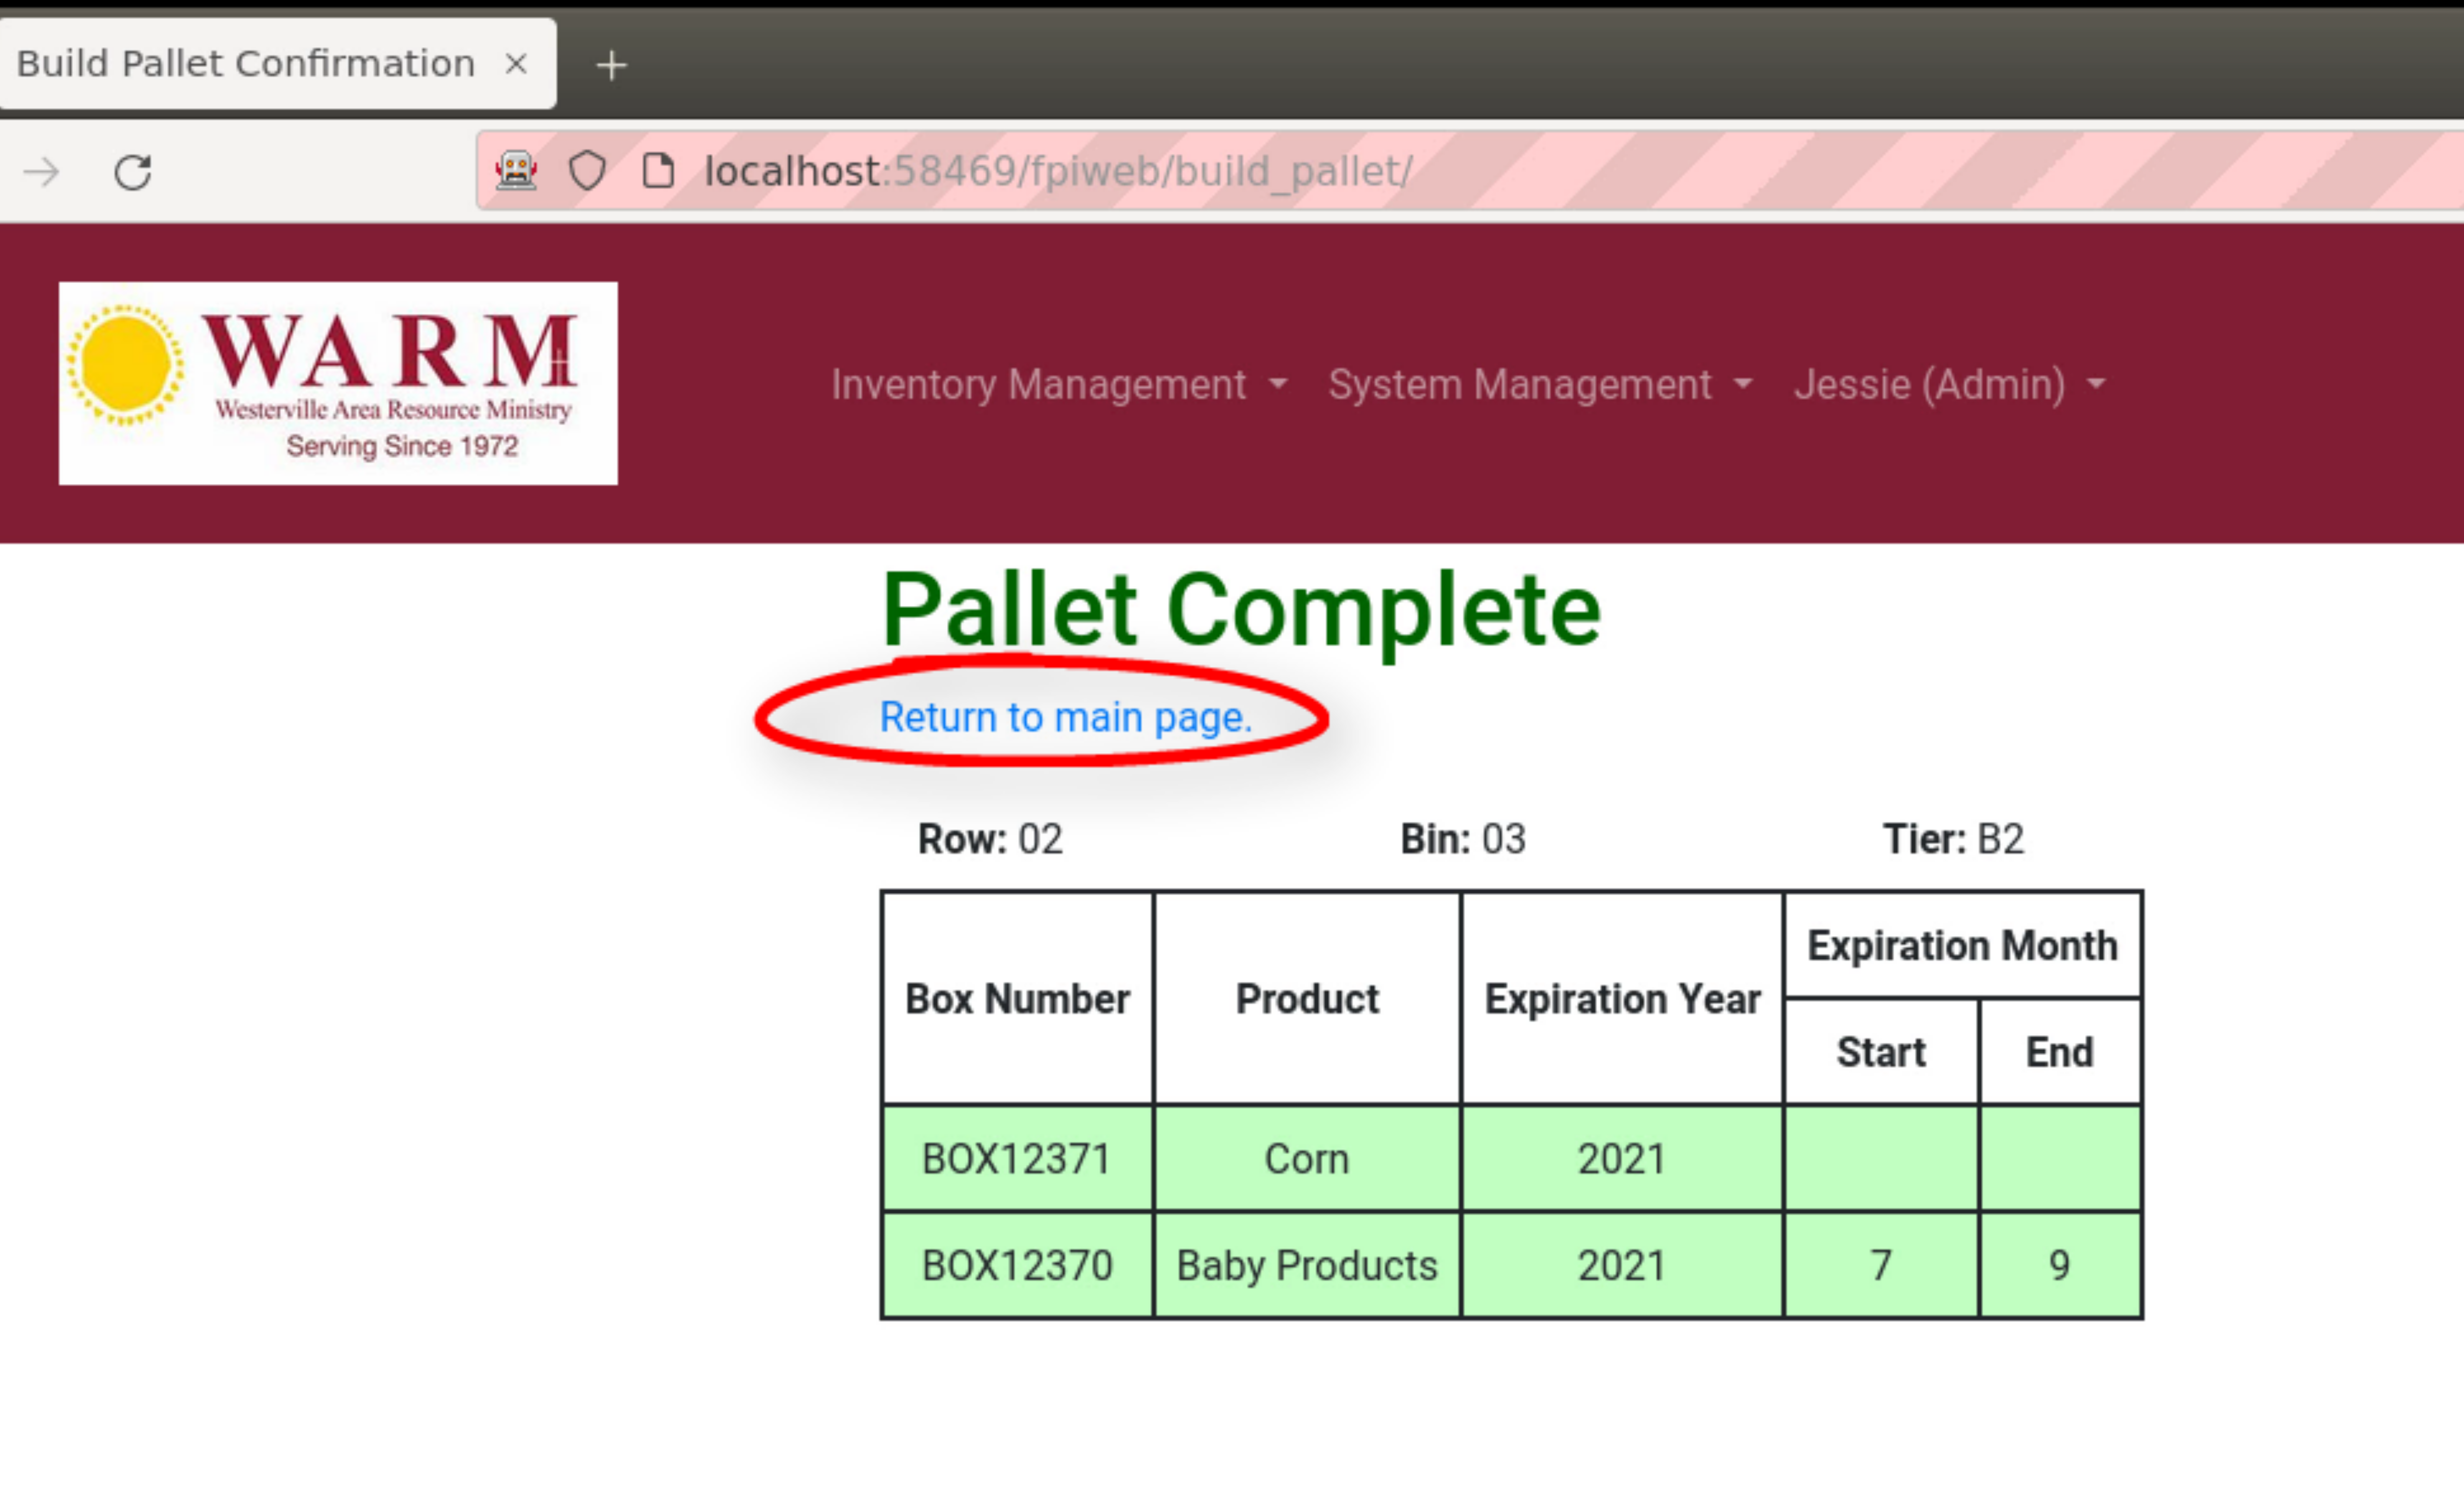 Build Pallet Confirmation
localhost:58469/fpiweb/build_pallet/
WARM
Westerville Area Resource Ministry
Serving Since 1972
Inventory Management System Management Jessie (Admin)
Pallet Complete
Return to main page.
Row: 02 Bin: 03 Tier: B2
Box Number Product Expiration Year Expiration Month
Start End
BOX12371 Corn 2021
BOX12370 Baby Products 2021 7 9